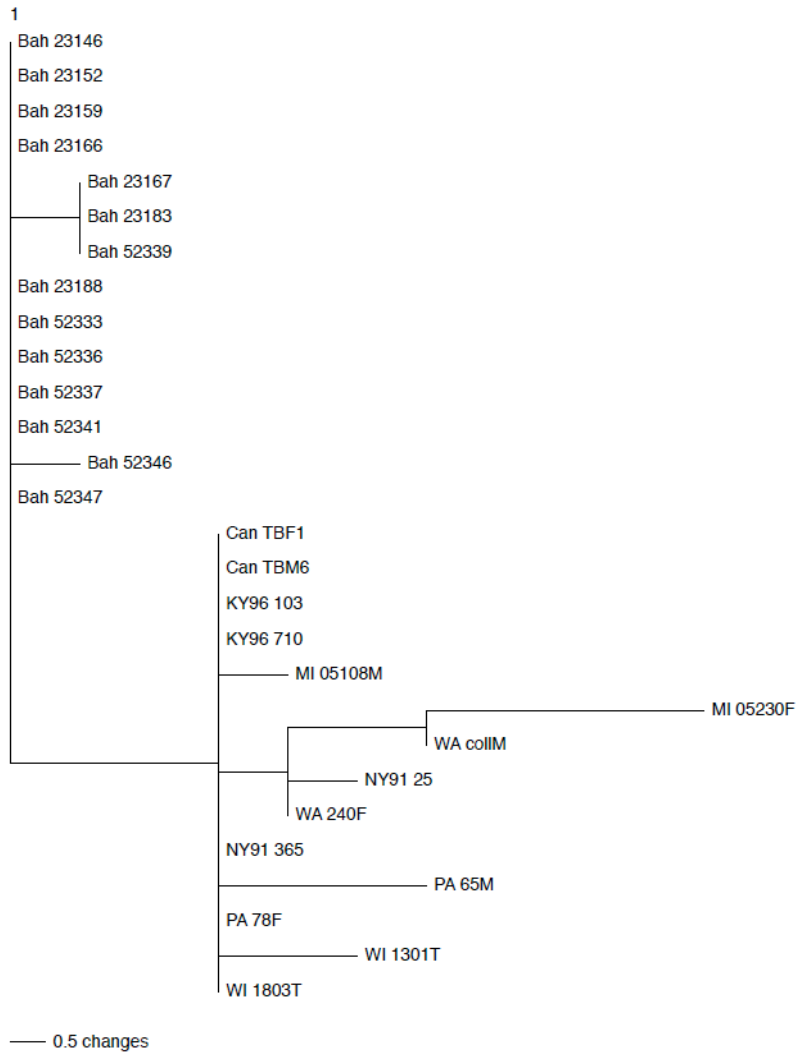 1
Bah 23146
Bah 23152
Bah 23159
Bah 23166
Bah 23167
Bah 23183
Bah 52339
Bah 23188
Bah 52333
Bah 52336
Bah 52337
Bah 52341
Bah 52346
Bah 52347
Can TBF1
Can TBM6
KY96 103
KY96 710
MI 05108M
MI 05230F
WA collM
NY91 25
WA 240F
NY91 365
PA 65M
PA 78F
WI 1301T
WI 1803T
0.5 changes